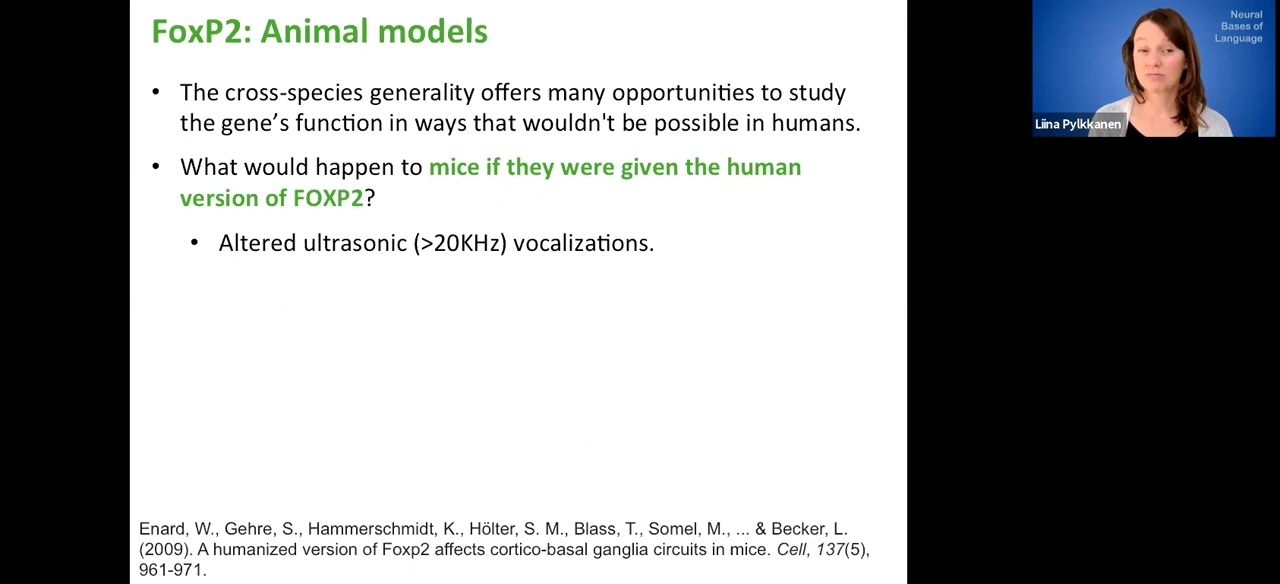 FoxP2: Animal models
• The cross-species generality offers many opportunities to study
the gene’s function in ways that wouldn't be possible in humans.
• What would happen to mice if they were given the human
version of FOXP2?
• Altered ultrasonic (>20KHz) vocalizations.
Enard, W., Gehre, S., Hammerschmidt, K., Hölter, S. M., Blass, T., Somel, M., ... & Becker, L.
(2009). A humanized version of Foxp2 affects cortico-basal ganglia circuits in mice. Cell, 137(5),
961-971.
Neural
Bases of
Language
Liina Pylkkanen